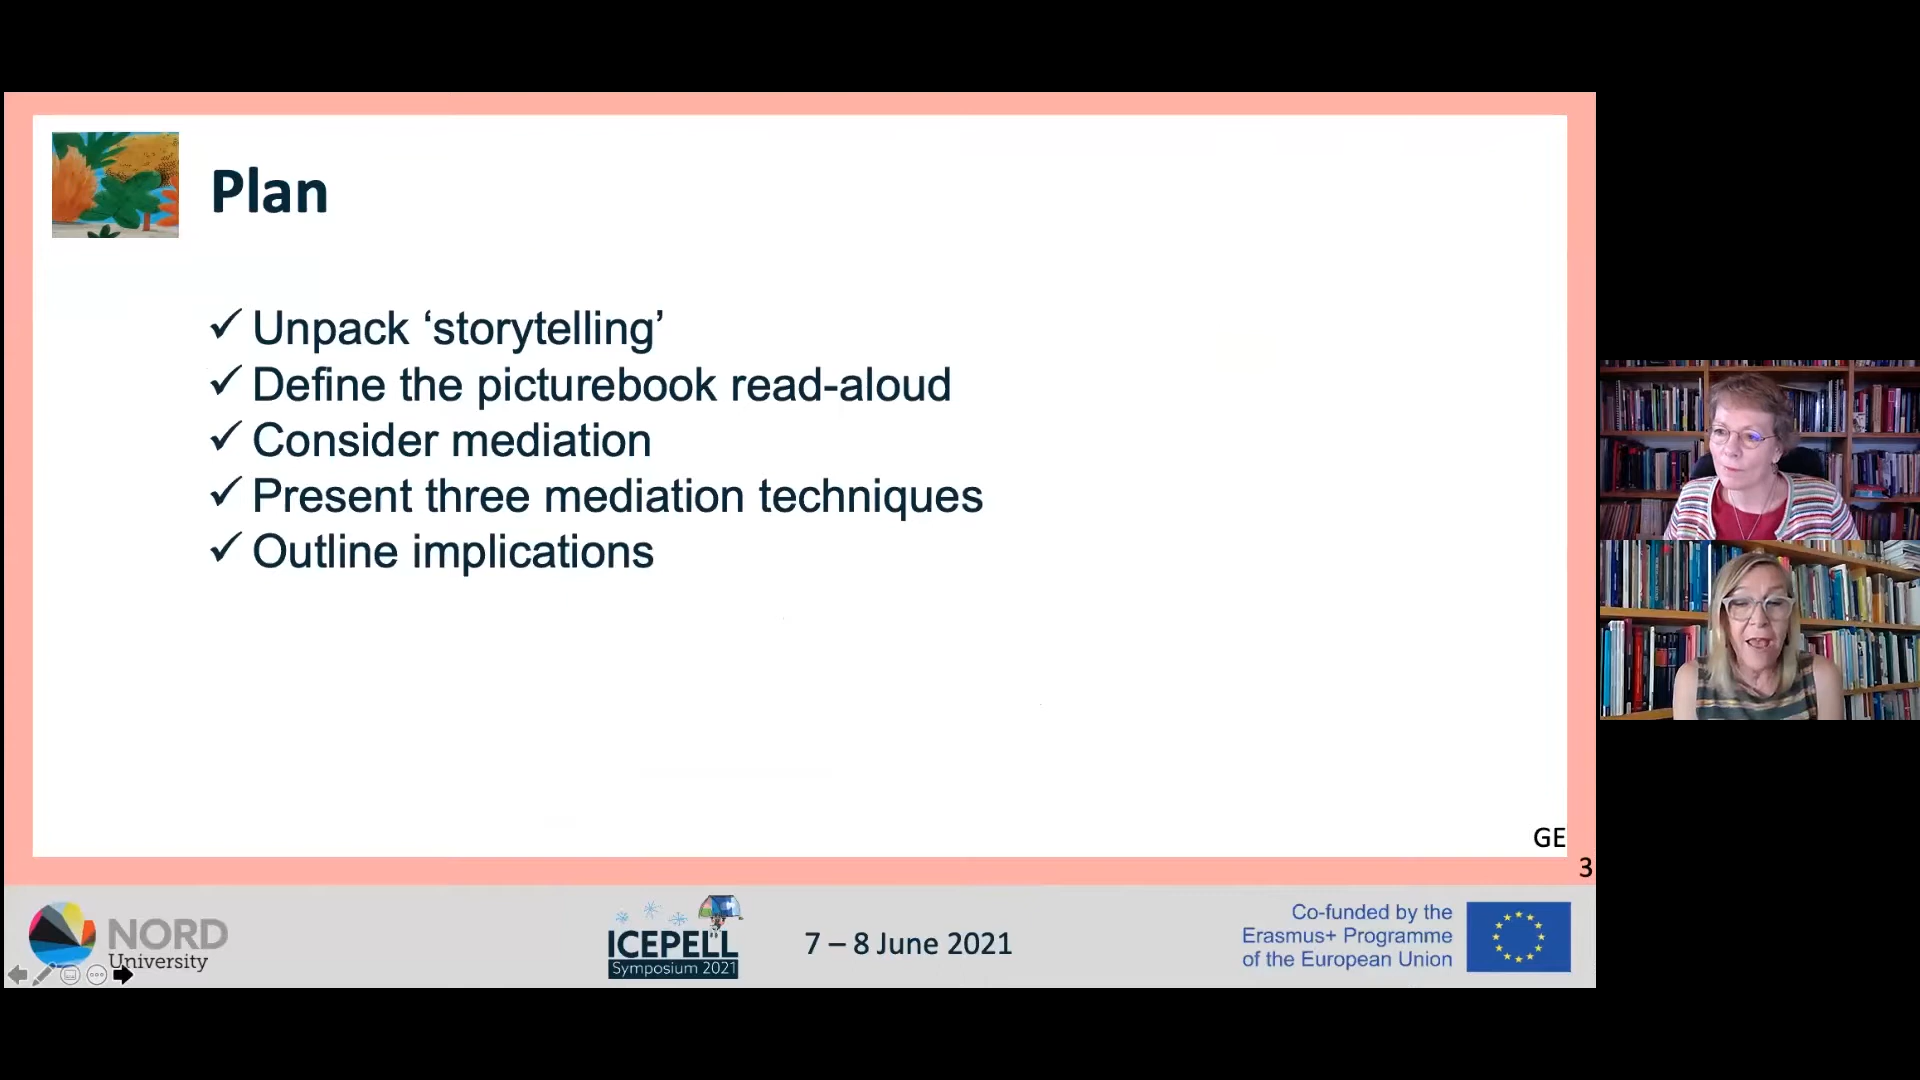 Plan
✓ Unpack ‘storytelling’
✓ Define the picturebook read-aloud
✓ Consider mediation
✓ Present three mediation techniques
✓ Outline implications
GE
3
NORD
University
ICEPELL
Symposium 2021
7 – 8 June 2021
Co-funded by the
Erasmus+ Programme
of the European Union